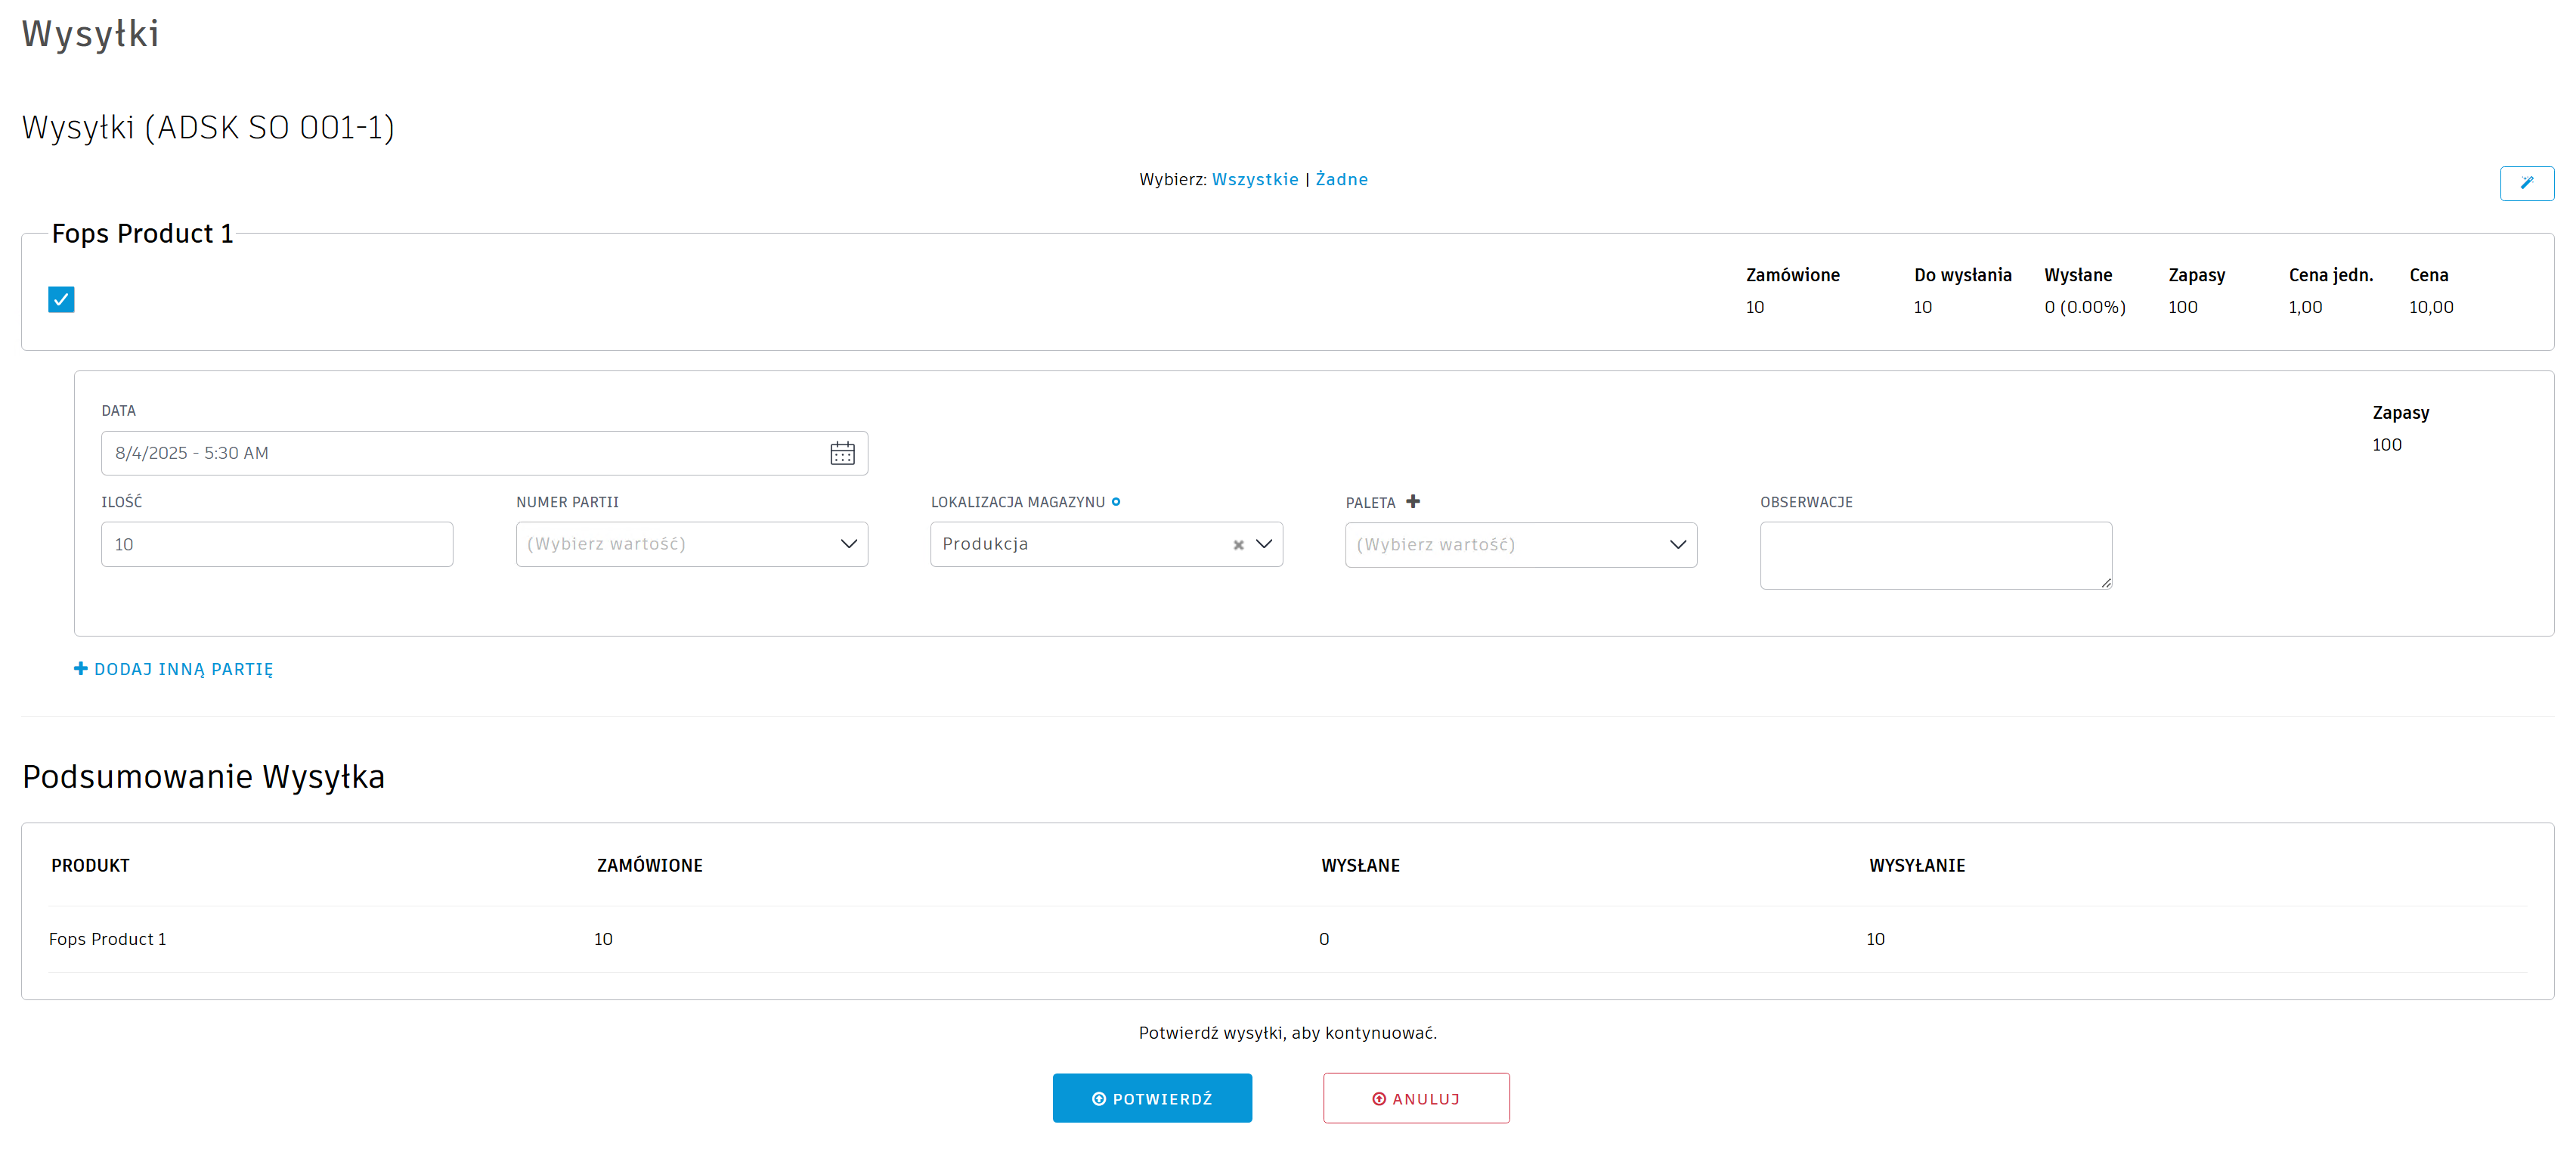 Wysyłki
Wysyłki (ADSK SO 001-1)
Wybierz: Wszystkie | Żadne
Fops Product 1
Zamówione Do wysłania Wysłane Zapasy Cena jedn. Cena
10 10 0 (0.00%) 100 1,00 10,00
DATA
Zapasy
8/4/2025 - 5:30 AM
100
ILOŚĆ NUMER PARTII LOKALIZACJA MAGAZYNU PALETA OBSERWACJE
10 (Wybierz wartość) Produkcja (Wybierz wartość)
DODAJ INNĄ PARTIĘ
Podsumowanie Wysyłka
PRODUKT ZAMÓWIONE WYSŁANE WYSYŁANIE
Fops Product 1 10 0 10
Potwierdź wysyłki, aby kontynuować.
POTWIERDŹ ANULUJ